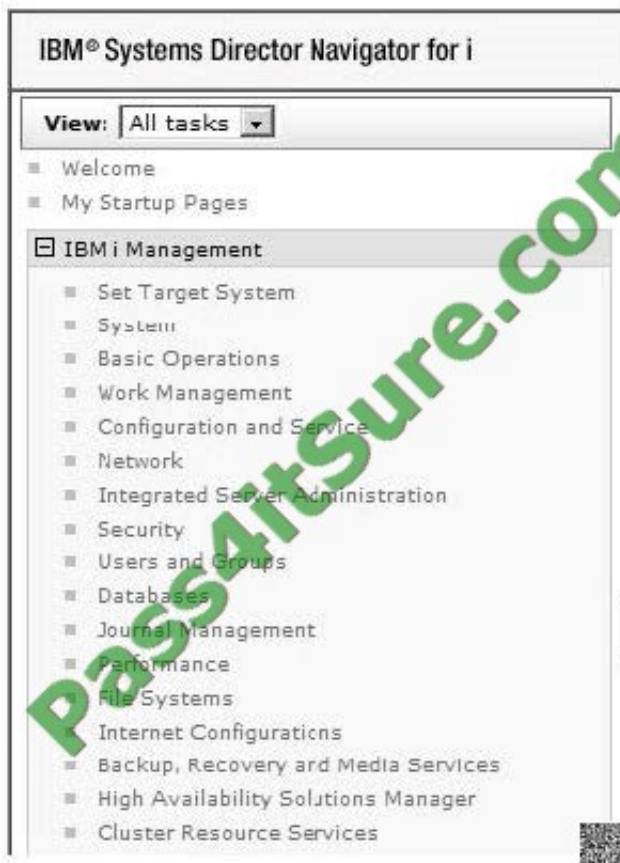 IBM® Systems Director Navigator for i
View: All tasks
Welcome
My Startup Pages
IBM i Management
Set Target System
System
Basic Operations
Work Management
Configuration and Service
Network
Integrated Server Administration
Security
Users and Groups
Databases
Journal Management
Performance
File Systems
Internet Configurations
Backup, Recovery and Media Services
High Availability Solutions Manager
Cluster Resource Services
Pass4itSure.com